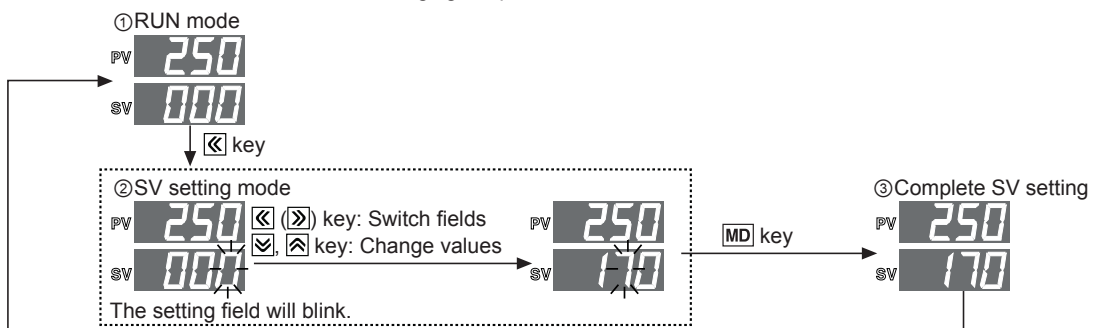 ①RUN mode
PV 250
SV 000
« key
②SV setting mode
PV 250
SV 000
« (») key: Switch fields
, key: Change values
PV 250
SV 170
The setting field will blink.
MD key
③Complete SV setting
PV 250
SV 170